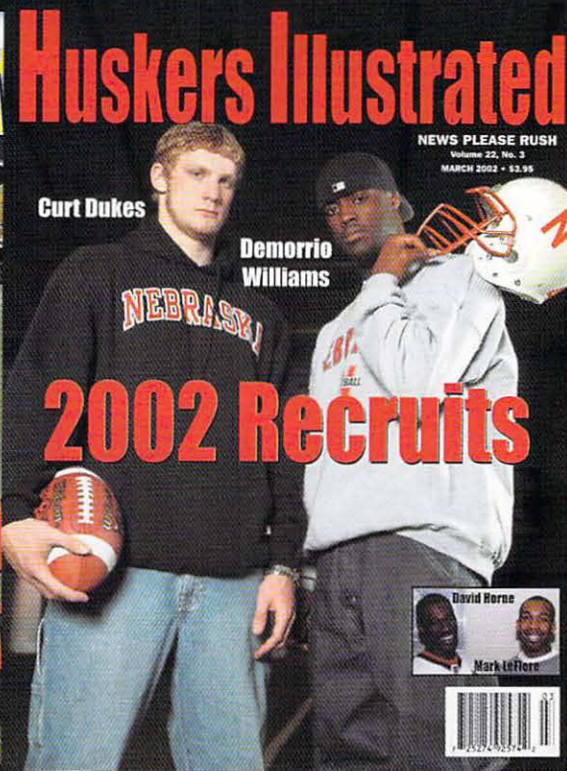 Huskers Illustrated
NEWS PLEASE RUSH
Volume 22, No. 3
MARCH 2002 • $3.95
Curt Dukes
Demorrio
Williams
NEBRASKA
2002 Recruits
David Horne
Mark LeFlore
03